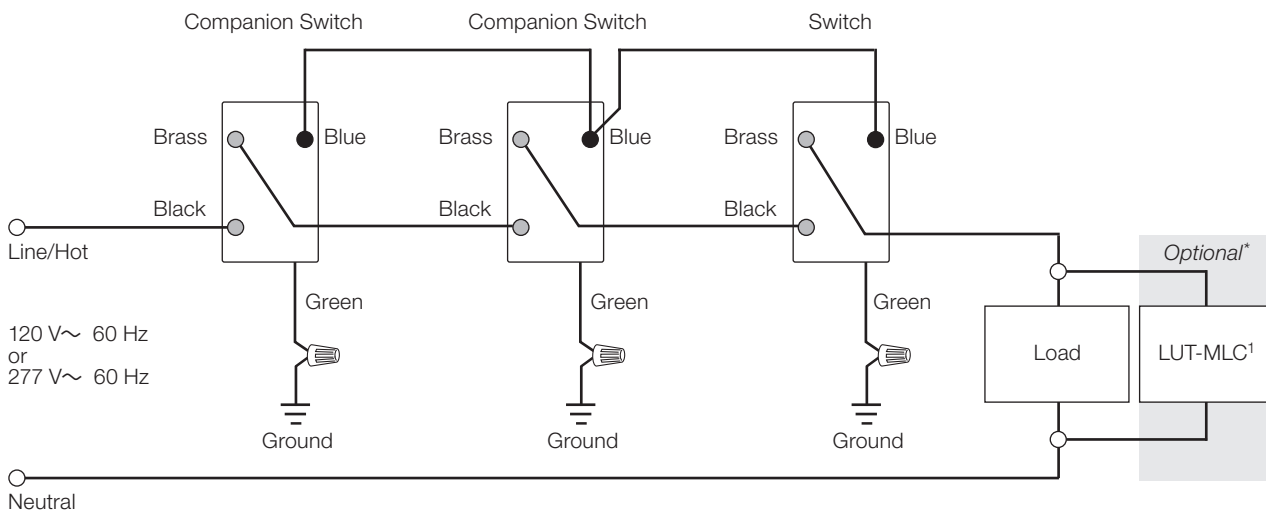 Companion Switch
Companion Switch
Switch
Brass
Blue
Brass
Blue
Brass
Blue
Black
Black
Black
Line/Hot
Optional*
Green
Green
Green
120 V~ 60 Hz
or
277 V~ 60 Hz
Load
LUT-MLC¹
Ground
Ground
Ground
Neutral